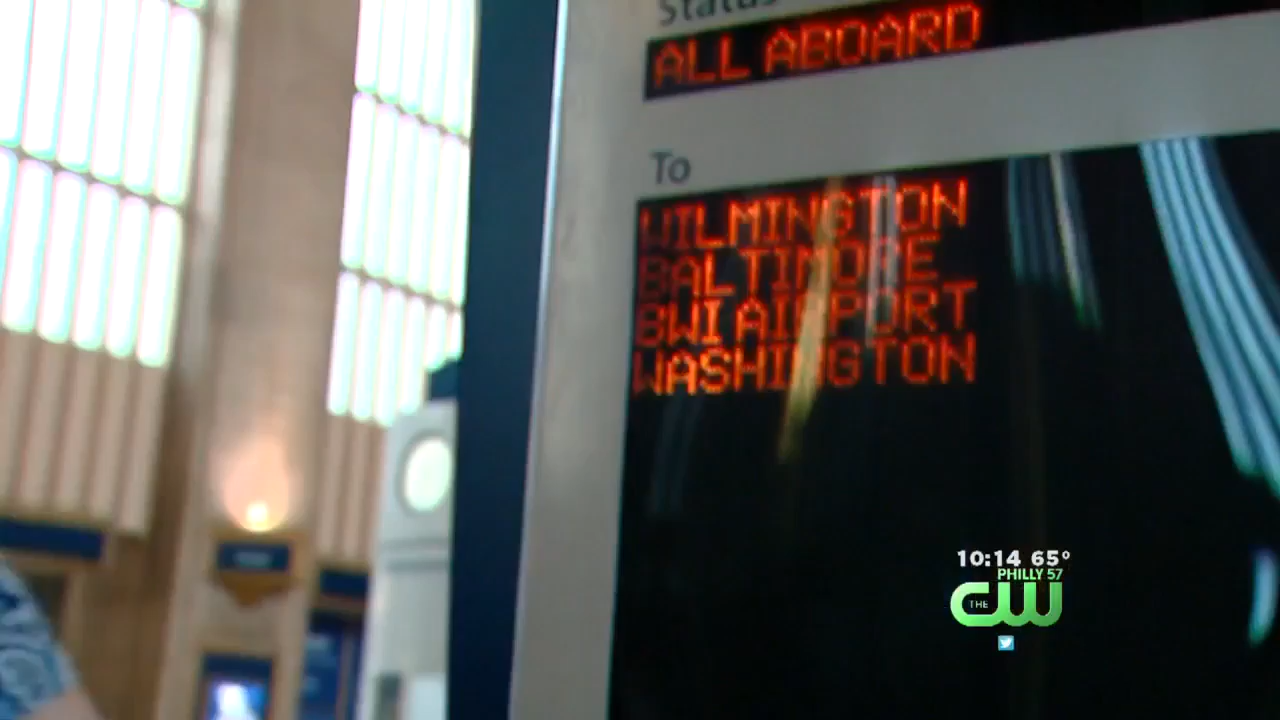 Status
ALL ABOARD
To
WILMINGTON
BALTIMORE
BWI AIRPORT
WASHINGTON
10:14 65°
PHILLY 57
THE CW